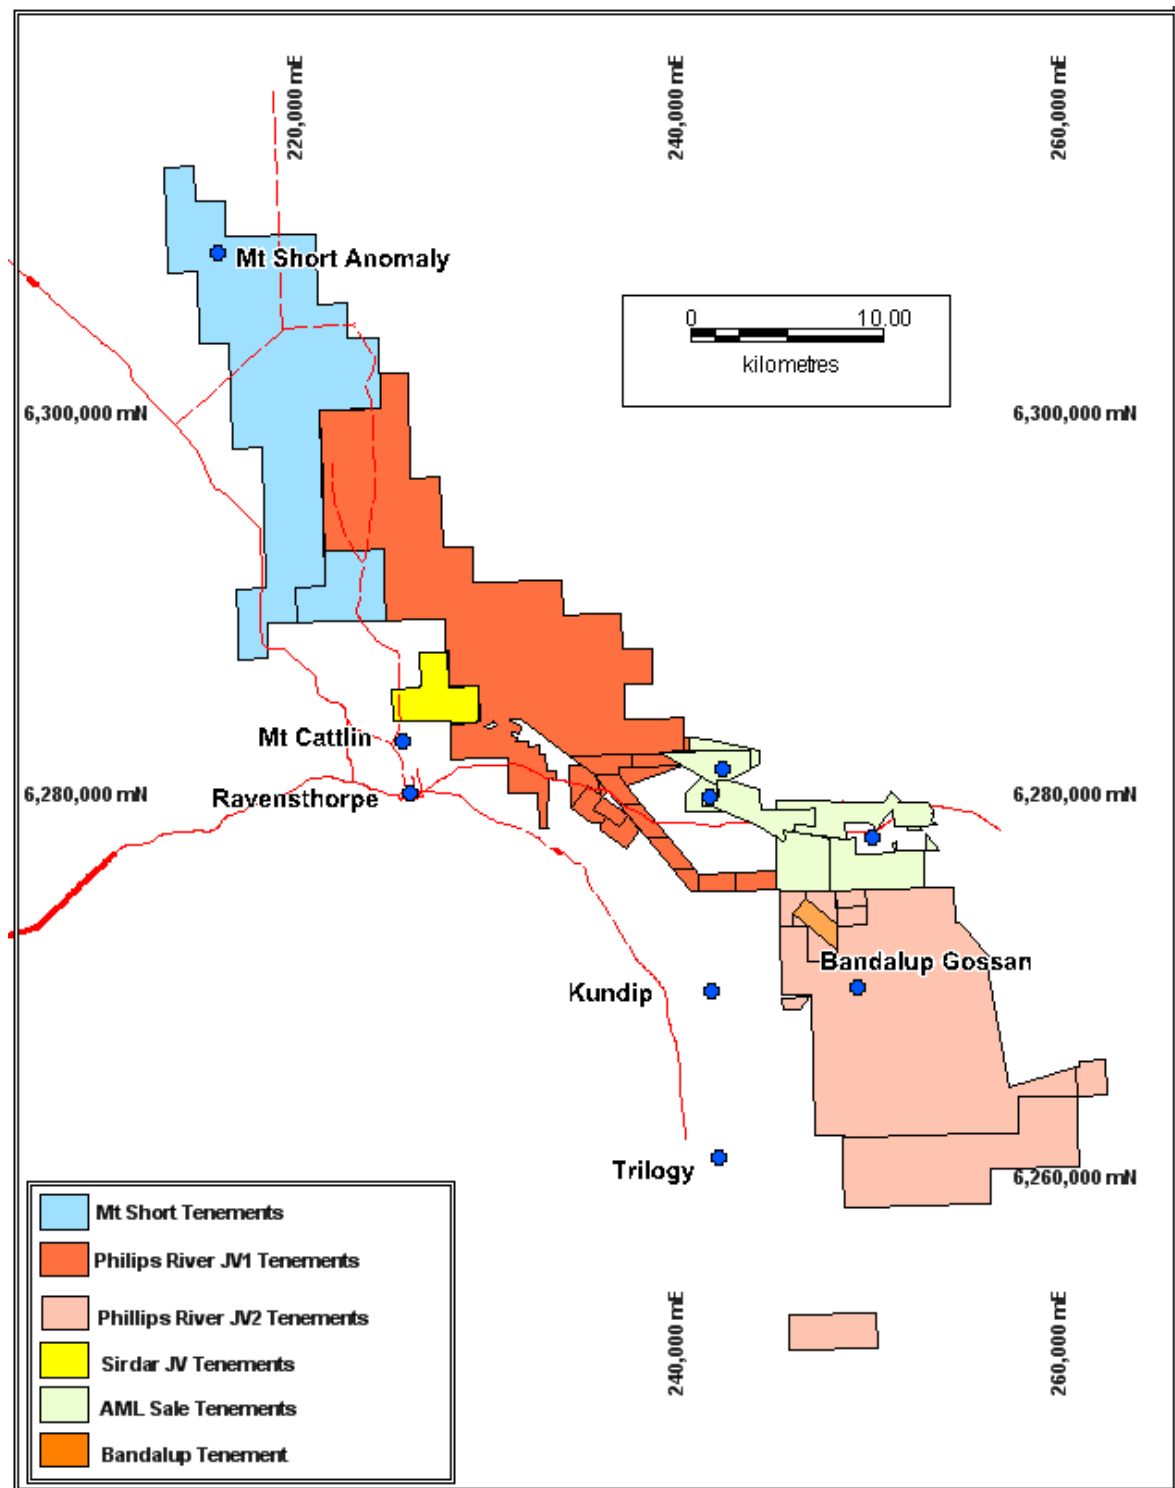 220,000 mE
240,000 mE
260,000 mE
Mt Short Anomaly
0 10.00
kilometres
6,300,000 mN
6,300,000 mN
Mt Cattlin
Ravensthorpe
6,280,000 mN
6,280,000 mN
Bandalup Gossan
Kundip
Trilogy
6,260,000 mN
Mt Short Tenements
Philips River JV1 Tenements
Phillips River JV2 Tenements
Sirdar JV Tenements
AML Sale Tenements
Bandalup Tenement
240,000 mE
260,000 mE